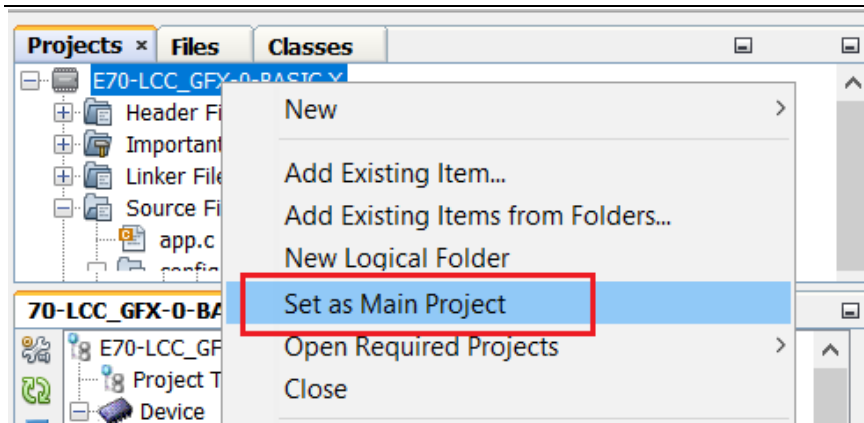 Projects × Files Classes
E70-LCC_GFX-0-BASIC.X
Header Fi
New
Important
Linker File
Add Existing Item...
Source Fi
Add Existing Items from Folders...
app.c
New Logical Folder
config
Set as Main Project
70-LCC_GFX-0-BA
E70-LCC_GF
Open Required Projects
Project T
Close
Device